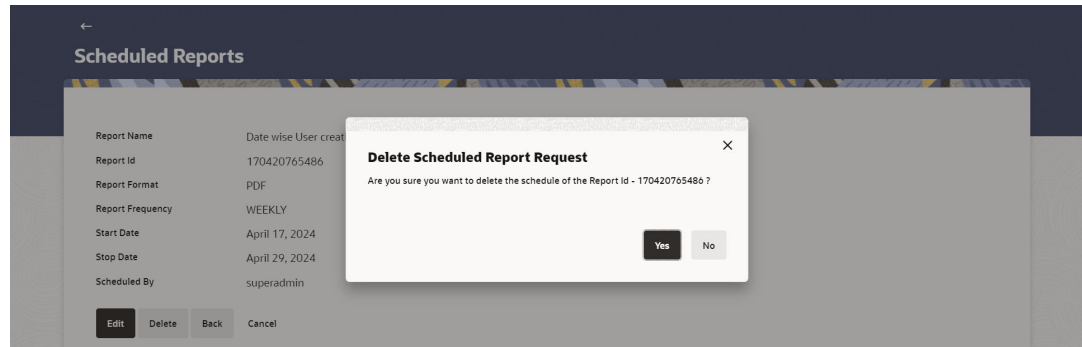 Scheduled Reports
Report Name Date wise User creat
Report Id 170420765486
Report Format PDF
Report Frequency WEEKLY
Start Date April 17, 2024
Stop Date April 29, 2024
Scheduled By superadmin
Edit Delete Back Cancel
Delete Scheduled Report Request
Are you sure you want to delete the schedule of the Report Id - 170420765486 ?
Yes No